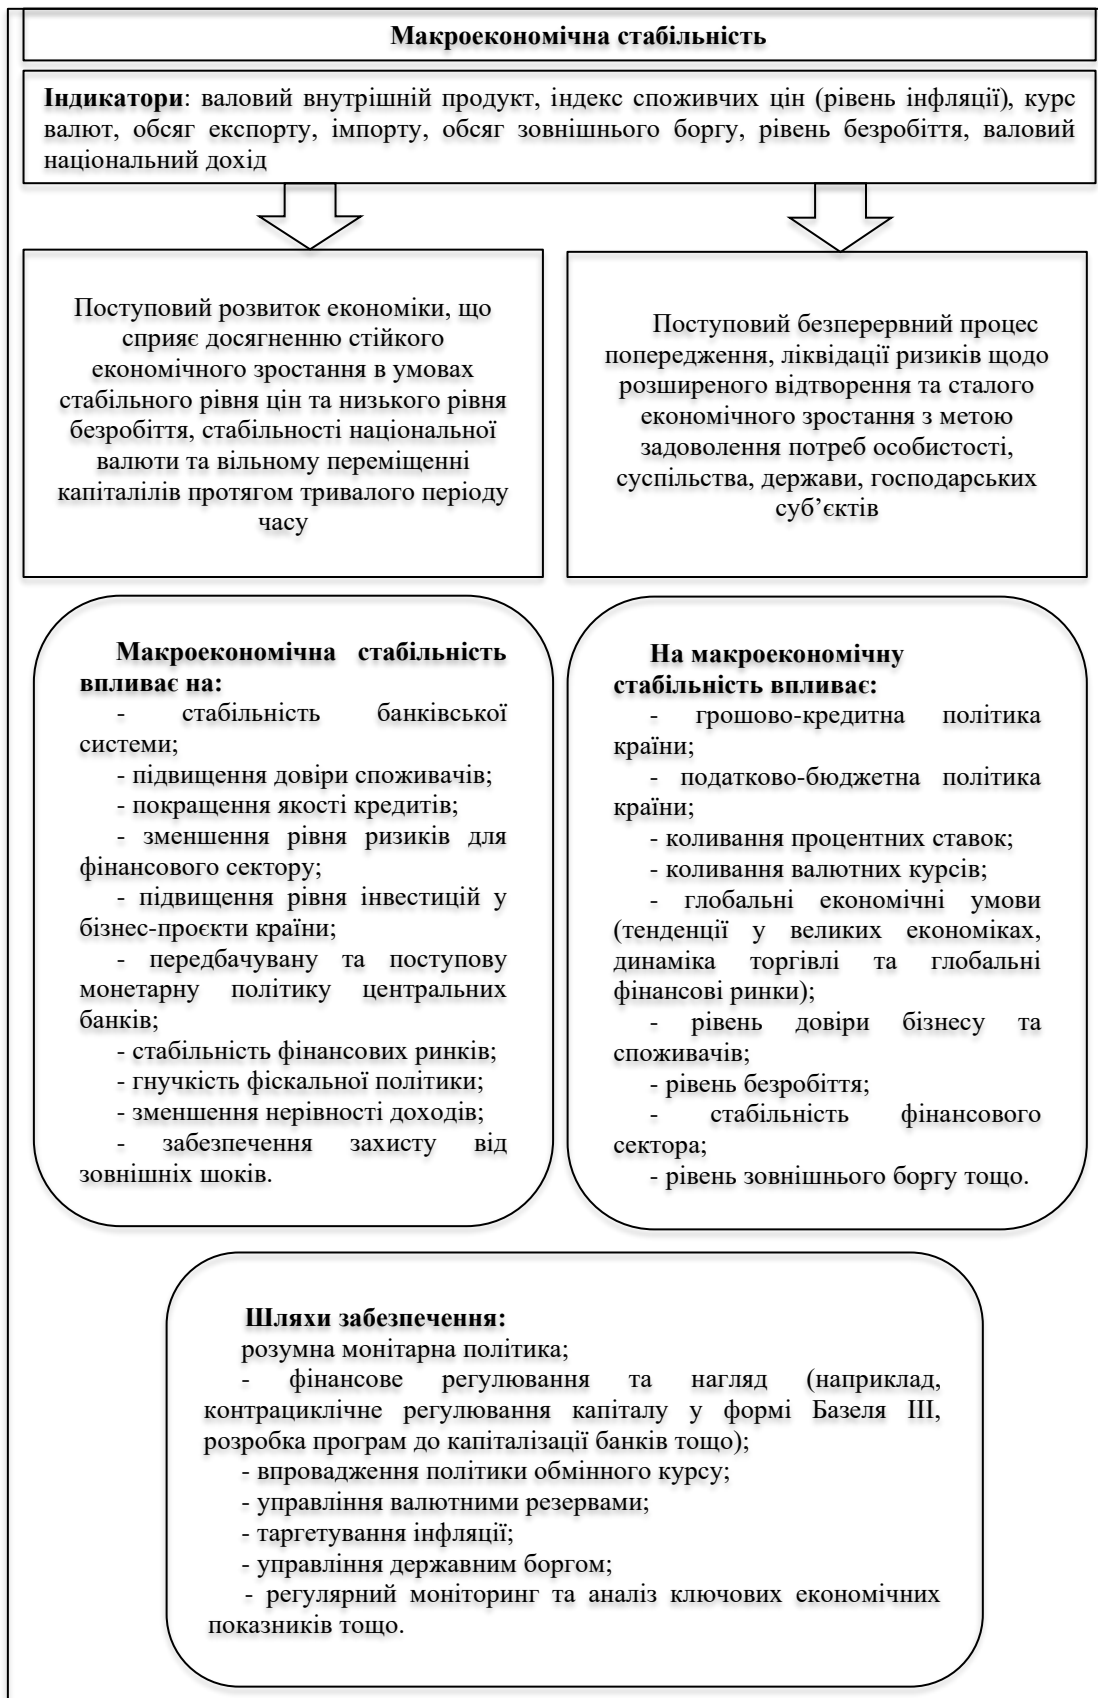 Макроекономічна стабільність
Індикатори: валовий внутрішній продукт, індекс споживчих цін (рівень інфляції), курс
валют, обсяг експорту, імпорту, обсяг зовнішнього боргу, рівень безробіття, валовий
національний дохід
Поступовий розвиток економіки, що
сприяє досягненню стійкого
економічного зростання в умовах
стабільного рівня цін та низького рівня
безробіття, стабільності національної
валюти та вільному переміщенні
капіталілів протягом тривалого періоду
часу
Поступовий безперервний процес
попередження, ліквідації ризиків щодо
розширеного відтворення та сталого
економічного зростання з метою
задоволення потреб особистості,
суспільства, держави, господарських
суб’єктів
Макроекономічна стабільність
впливає на:
- стабільність банківської
системи;
- підвищення довіри споживачів;
- покращення якості кредитів;
- зменшення рівня ризиків для
фінансового сектору;
- підвищення рівня інвестицій у
бізнес-проєкти країни;
- передбачувану та поступову
монетарну політику центральних
банків;
- стабільність фінансових ринків;
- гнучкість фіскальної політики;
- зменшення нерівності доходів;
- забезпечення захисту від
зовнішніх шоків.
На макроекономічну
стабільність впливає:
- грошово-кредитна політика
країни;
- податково-бюджетна політика
країни;
- коливання процентних ставок;
- коливання валютних курсів;
- глобальні економічні умови
(тенденції у великих економіках,
динаміка торгівлі та глобальні
фінансові ринки);
- рівень довіри бізнесу та
споживачів;
- рівень безробіття;
- стабільність фінансового
сектора;
- рівень зовнішнього боргу тощо.
Шляхи забезпечення:
розумна монітарна політика;
- фінансове регулювання та нагляд (наприклад,
контрациклічне регулювання капіталу у формі Базеля ІІІ,
розробка програм до капіталізації банків тощо);
- впровадження політики обмінного курсу;
- управління валютними резервами;
- таргетування інфляції;
- управління державним боргом;
- регулярний моніторинг та аналіз ключових економічних
показників тощо.